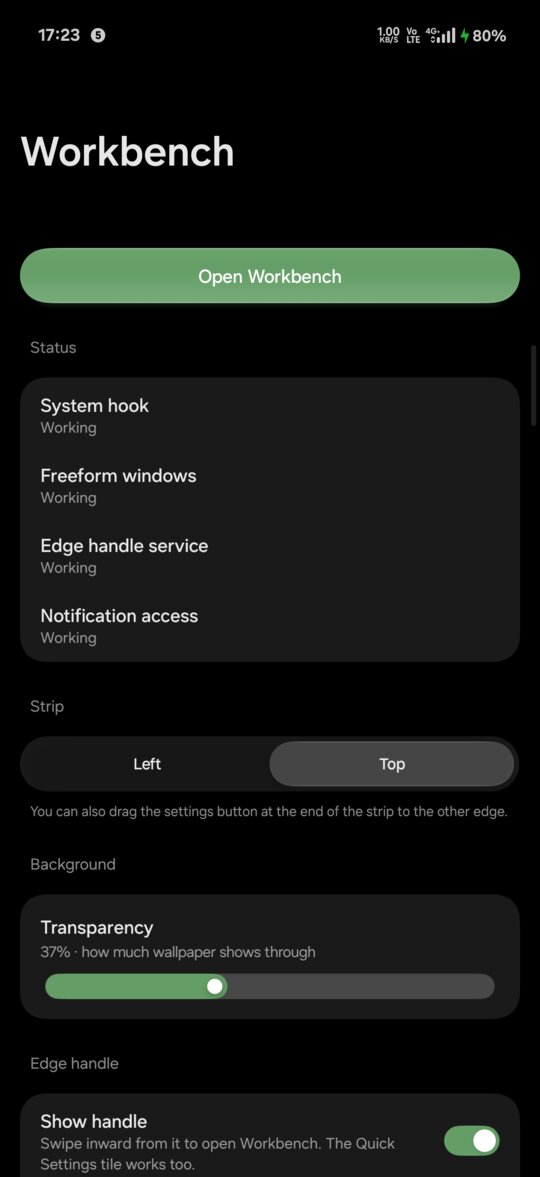 17:23 5 1.00 KB/S Vo LTE 4G+ 80%
Workbench
Open Workbench
Status
System hook
Working
Freeform windows
Working
Edge handle service
Working
Notification access
Working
Strip
Left Top
You can also drag the settings button at the end of the strip to the other edge.
Background
Transparency
37% · how much wallpaper shows through
Edge handle
Show handle
Swipe inward from it to open Workbench. The Quick
Settings tile works too.